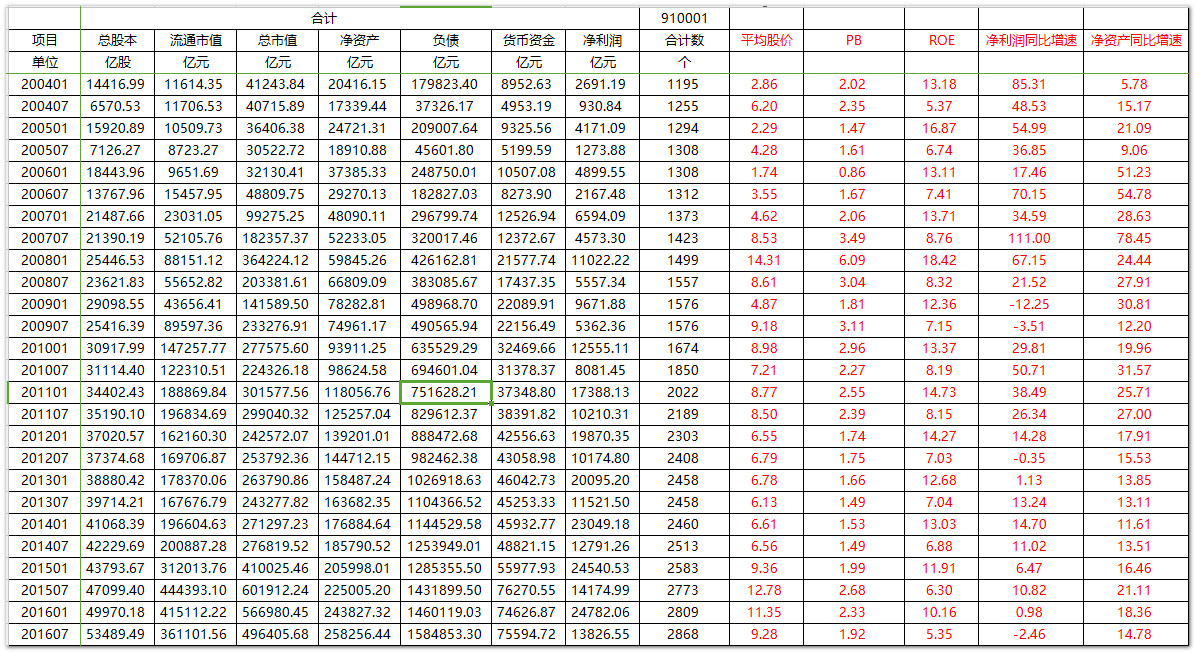 合计 910001
项目 总股本 流通市值 总市值 净资产 负债 货币资金 净利润 合计数 平均股价 PB ROE 净利润同比增速 净资产同比增速
单位 亿股 亿元 亿元 亿元 亿元 亿元 亿元 个
200401 14416.99 11614.35 41243.84 20416.15 179823.40 8952.63 2691.19 1195 2.86 2.02 13.18 85.31 5.78
200407 6570.53 11706.53 40715.89 17339.44 37326.17 4953.19 930.84 1255 6.20 2.35 5.37 48.53 15.17
200501 15920.89 10509.73 36406.38 24721.31 209007.64 9325.56 4171.09 1294 2.29 1.47 16.87 54.99 21.09
200507 7126.27 8723.27 30522.72 18910.88 45601.80 5199.59 1273.88 1308 4.28 1.61 6.74 36.85 9.06
200601 18443.96 9651.69 32130.41 37385.33 248750.01 10507.08 4899.55 1308 1.74 0.86 13.11 17.46 51.23
200607 13767.96 15457.95 48809.75 29270.13 182827.03 8273.90 2167.48 1312 3.55 1.67 7.41 70.15 54.78
200701 21487.66 23031.05 99275.25 48090.11 296799.74 12526.94 6594.09 1373 4.62 2.06 13.71 34.59 28.63
200707 21390.19 52105.76 182357.37 52233.05 320017.46 12372.67 4573.30 1423 8.53 3.49 8.76 111.00 78.45
200801 25446.53 88151.12 364224.12 59845.26 426162.81 21577.74 11022.22 1499 14.31 6.09 18.42 67.15 24.44
200807 23621.83 55652.82 203381.61 66809.09 383085.67 17437.35 5557.34 1557 8.61 3.04 8.32 21.52 27.91
200901 29098.55 43656.41 141589.50 78282.81 498968.70 22089.91 9671.88 1576 4.87 1.81 12.36 -12.25 30.81
200907 25416.39 89597.36 233276.91 74961.17 490565.94 22156.49 5362.36 1576 9.18 3.11 7.15 -3.51 12.20
201001 30917.99 147257.77 277575.60 93911.25 635529.29 32469.66 12555.11 1674 8.98 2.96 13.37 29.81 19.96
201007 31114.40 122310.51 224326.18 98624.58 694601.04 31378.37 8081.45 1850 7.21 2.27 8.19 50.71 31.57
201101 34402.43 188869.84 301577.56 118056.76 751628.21 37348.80 17388.13 2022 8.77 2.55 14.73 38.49 25.71
201107 35190.10 196834.69 299040.32 125257.04 829612.37 38391.82 10210.31 2189 8.50 2.39 8.15 26.34 27.00
201201 37020.57 162160.30 242572.07 139201.01 888472.68 42556.63 19870.35 2303 6.55 1.74 14.27 14.28 17.91
201207 37374.68 169706.87 253792.36 144712.15 982462.38 43058.98 10174.80 2408 6.79 1.75 7.03 -0.35 15.53
201301 38880.42 178370.06 263790.86 158487.24 1026918.63 46042.73 20095.20 2458 6.78 1.66 12.68 1.13 13.85
201307 39714.21 167676.79 243277.82 163682.35 1104366.52 45253.33 11521.50 2458 6.13 1.49 7.04 13.24 13.11
201401 41068.39 196604.63 271297.23 176884.64 1144529.58 45932.77 23049.18 2460 6.61 1.53 13.03 14.70 11.61
201407 42229.69 200887.28 276819.52 185790.52 1253949.01 48821.15 12791.26 2513 6.56 1.49 6.88 11.02 13.51
201501 43793.67 312013.76 410025.46 205998.01 1285355.50 55977.93 24540.53 2583 9.36 1.99 11.91 6.47 16.46
201507 47099.40 444393.10 601912.24 225005.20 1431899.50 76270.55 14174.99 2773 12.78 2.68 6.30 10.82 21.11
201601 49970.18 415112.22 566980.45 243827.32 1460119.03 74626.87 24782.06 2809 11.35 2.33 10.16 0.98 18.36
201607 53489.49 361101.56 496405.68 258256.44 1584853.30 75594.72 13826.55 2868 9.28 1.92 5.35 -2.46 14.78